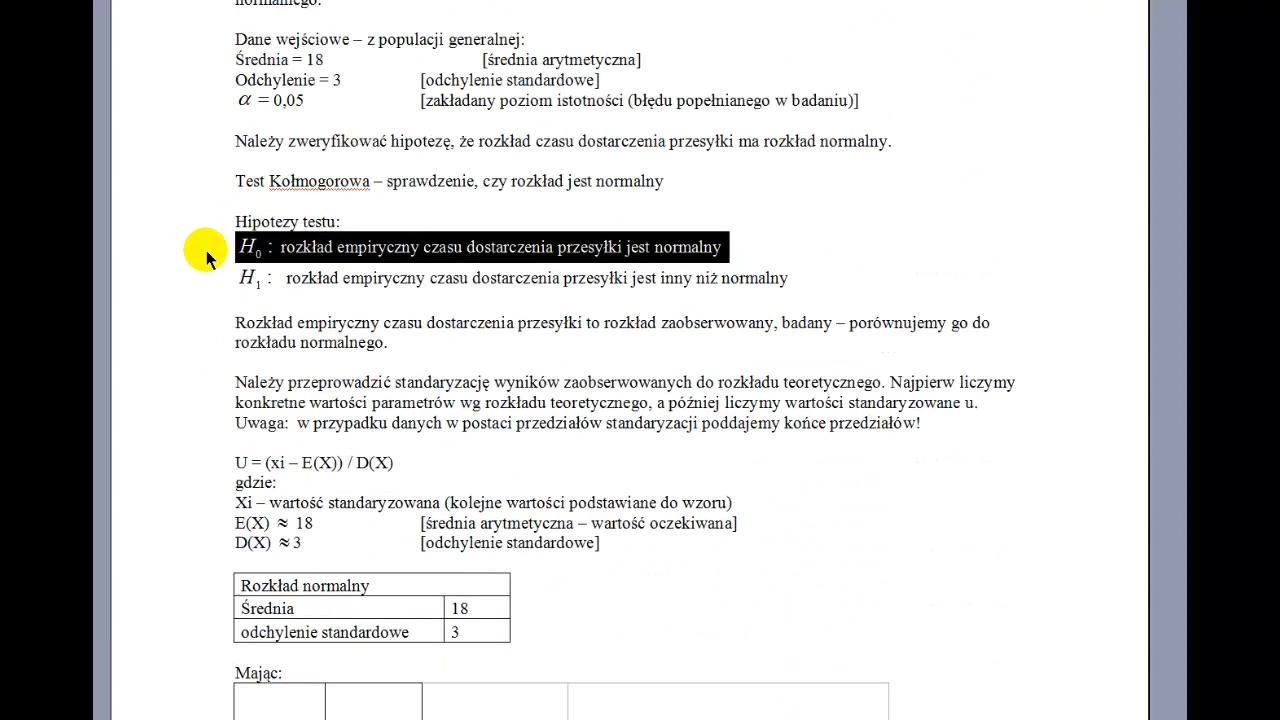 normalnego.
Dane wejściowe – z populacji generalnej:
Średnia = 18 [średnia arytmetyczna]
Odchylenie = 3 [odchylenie standardowe]
α = 0,05 [zakładany poziom istotności (błędu popełnianego w badaniu)]
Należy zweryfikować hipotezę, że rozkład czasu dostarczenia przesyłki ma rozkład normalny.
Test Kołmogorowa – sprawdzenie, czy rozkład jest normalny
Hipotezy testu:
H₀ : rozkład empiryczny czasu dostarczenia przesyłki jest normalny
H₁ : rozkład empiryczny czasu dostarczenia przesyłki jest inny niż normalny
Rozkład empiryczny czasu dostarczenia przesyłki to rozkład zaobserwowany, badany – porównujemy go do
rozkładu normalnego.
Należy przeprowadzić standaryzację wyników zaobserwowanych do rozkładu teoretycznego. Najpierw liczymy
konkretne wartości parametrów wg rozkładu teoretycznego, a później liczymy wartości standaryzowane u.
Uwaga: w przypadku danych w postaci przedziałów standaryzacji poddajemy końce przedziałów!
U = (xi – E(X)) / D(X)
gdzie:
Xi – wartość standaryzowana (kolejne wartości podstawiane do wzoru)
E(X) ≈ 18 [średnia arytmetyczna – wartość oczekiwana]
D(X) ≈ 3 [odchylenie standardowe]
Rozkład normalny
Średnia 18
odchylenie standardowe 3
Mając: